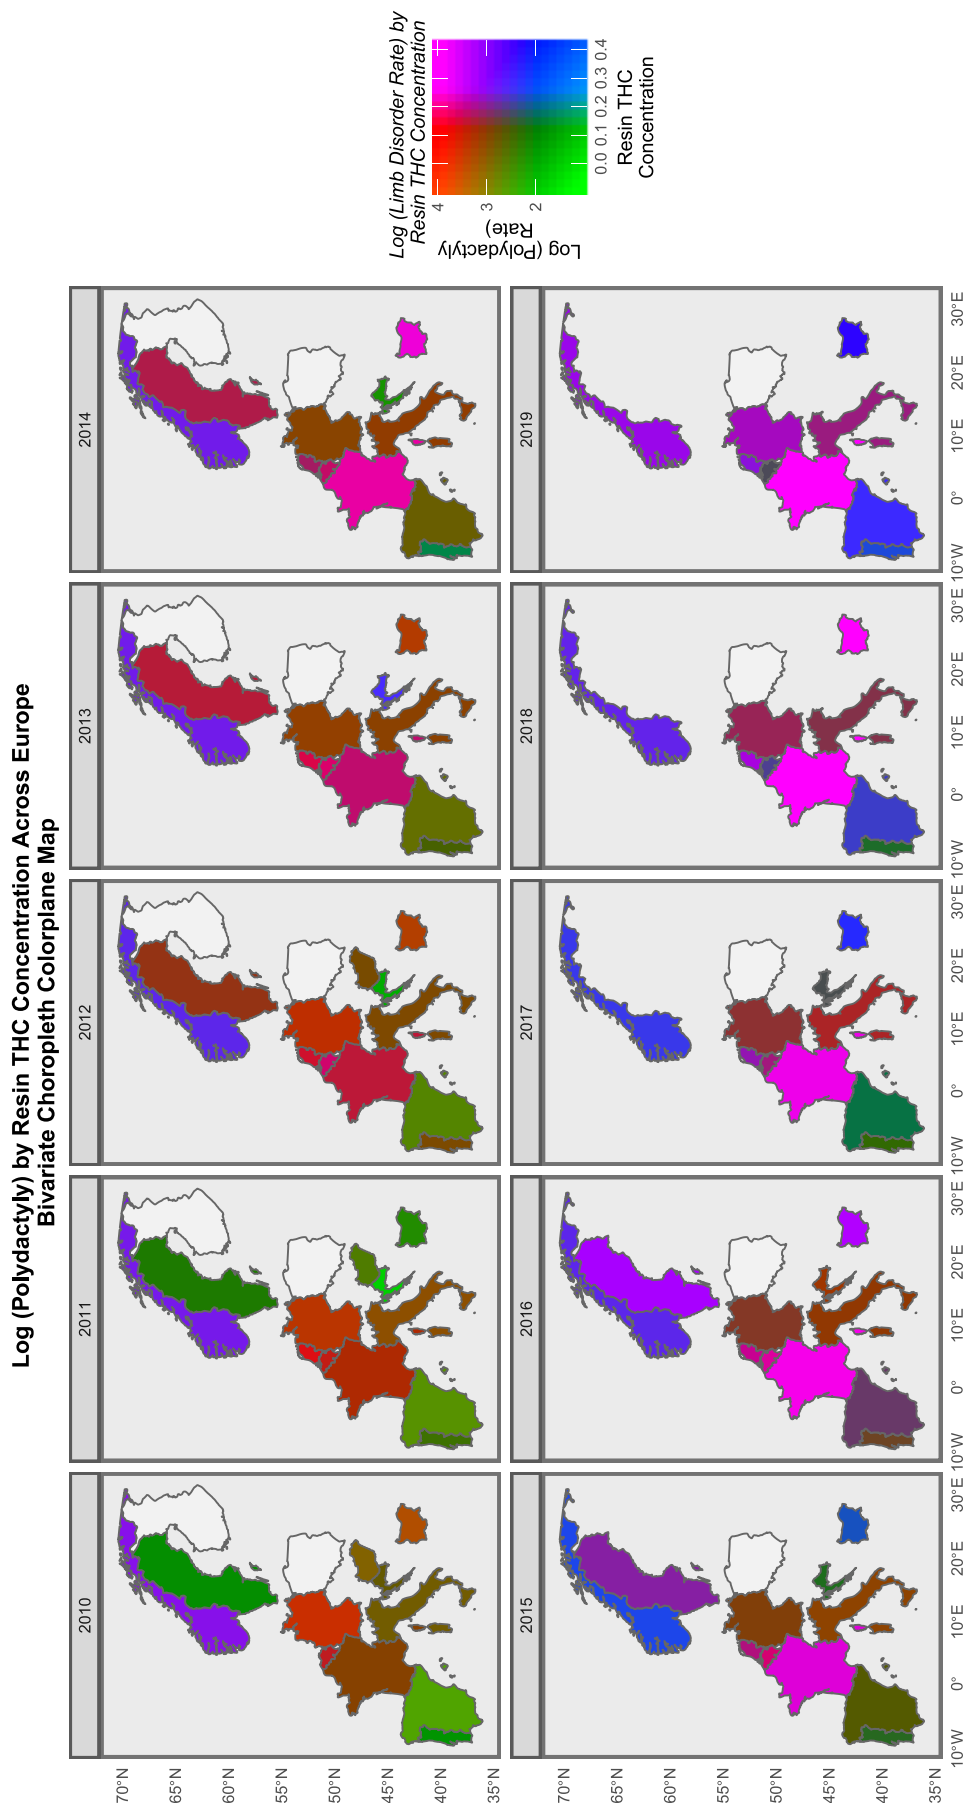 Log (Polydactyly) by Resin THC Concentration Across Europe
Bivariate Choropleth Colorplane Map
2010
2011
2012
2013
2014
70°N
65°N
60°N
55°N
50°N
45°N
40°N
35°N
2015
2016
2017
2018
2019
70°N
65°N
60°N
55°N
50°N
45°N
40°N
35°N
10°W 0° 10°E 20°E 30°E
10°W 0° 10°E 20°E 30°E
10°W 0° 10°E 20°E 30°E
10°W 0° 10°E 20°E 30°E
10°W 0° 10°E 20°E 30°E
Log (Limb Disorder Rate) by
Resin THC Concentration
Log (Polydactyly
Rate)
4
3
2
0.0 0.1 0.2 0.3 0.4
Resin THC
Concentration